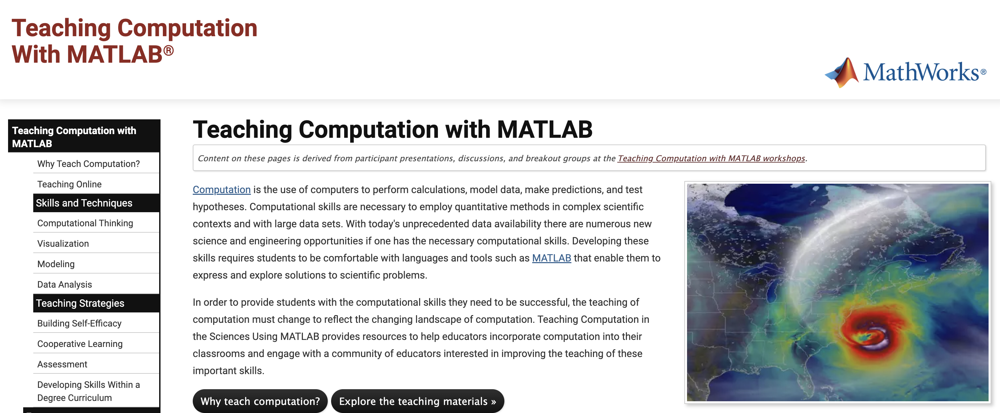 Teaching Computation
With MATLAB®
MathWorks®
Teaching Computation with
MATLAB
Why Teach Computation?
Teaching Online
Skills and Techniques
Computational Thinking
Visualization
Modeling
Data Analysis
Teaching Strategies
Building Self-Efficacy
Cooperative Learning
Assessment
Developing Skills Within a
Degree Curriculum
Teaching Computation with MATLAB
Content on these pages is derived from participant presentations, discussions, and breakout groups at the Teaching Computation with MATLAB workshops.
Computation is the use of computers to perform calculations, model data, make predictions, and test
hypotheses. Computational skills are necessary to employ quantitative methods in complex scientific
contexts and with large data sets. With today's unprecedented data availability there are numerous new
science and engineering opportunities if one has the necessary computational skills. Developing these
skills requires students to be comfortable with languages and tools such as MATLAB that enable them to
express and explore solutions to scientific problems.
In order to provide students with the computational skills they need to be successful, the teaching of
computation must change to reflect the changing landscape of computation. Teaching Computation in
the Sciences Using MATLAB provides resources to help educators incorporate computation into their
classrooms and engage with a community of educators interested in improving the teaching of these
important skills.
Why teach computation?
Explore the teaching materials »